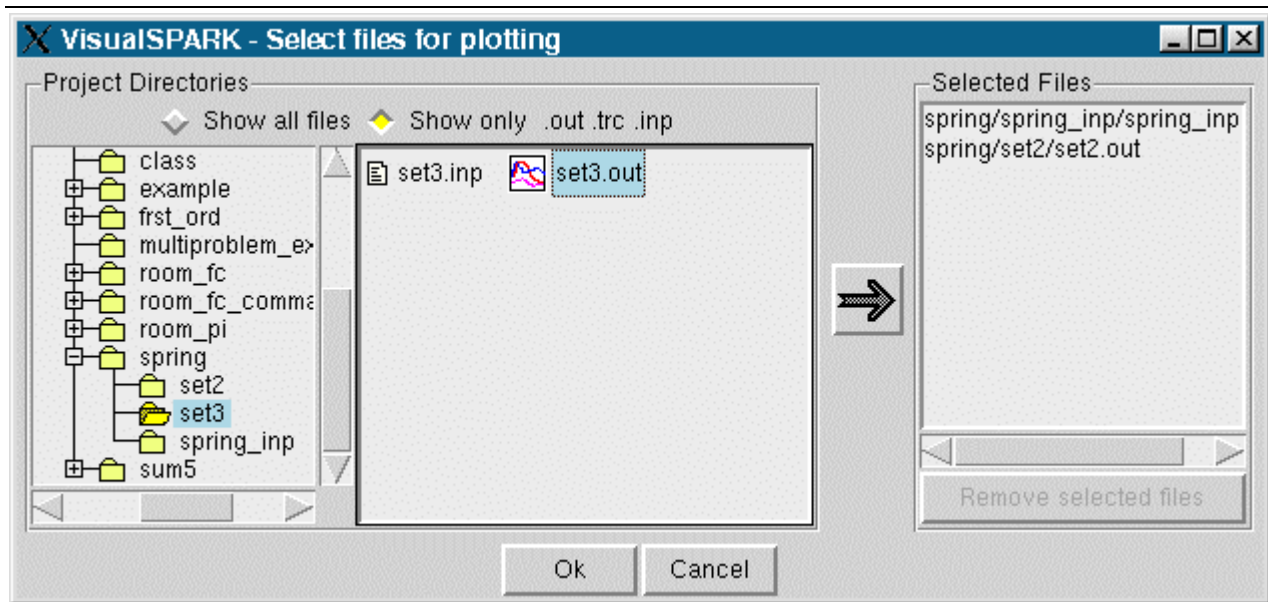 VisualSPARK - Select files for plotting
Project Directories
Show all files Show only .out .trc .inp
class
example
frst_ord
multiproblem_ex
room_fc
room_fc_comma
room_pi
spring
set2
set3
spring_inp
sum5
set3.inp set3.out
Selected Files
spring/spring_inp/spring_inp
spring/set2/set2.out
Remove selected files
Ok Cancel